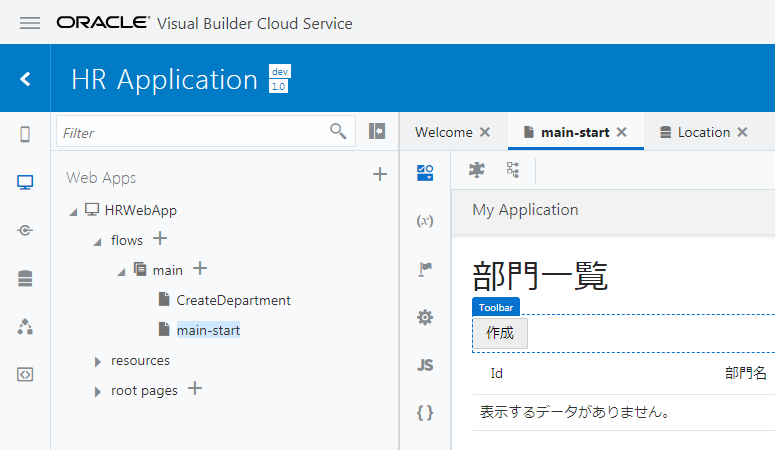 ORACLE® Visual Builder Cloud Service
HR Application dev 1.0
Filter
Web Apps
HRWebApp
flows
main
CreateDepartment
main-start
resources
root pages
Welcome
main-start
Location
(x)
JS
{ }
My Application
部門一覧
Toolbar
作成
Id 部門名
表示するデータがありません。